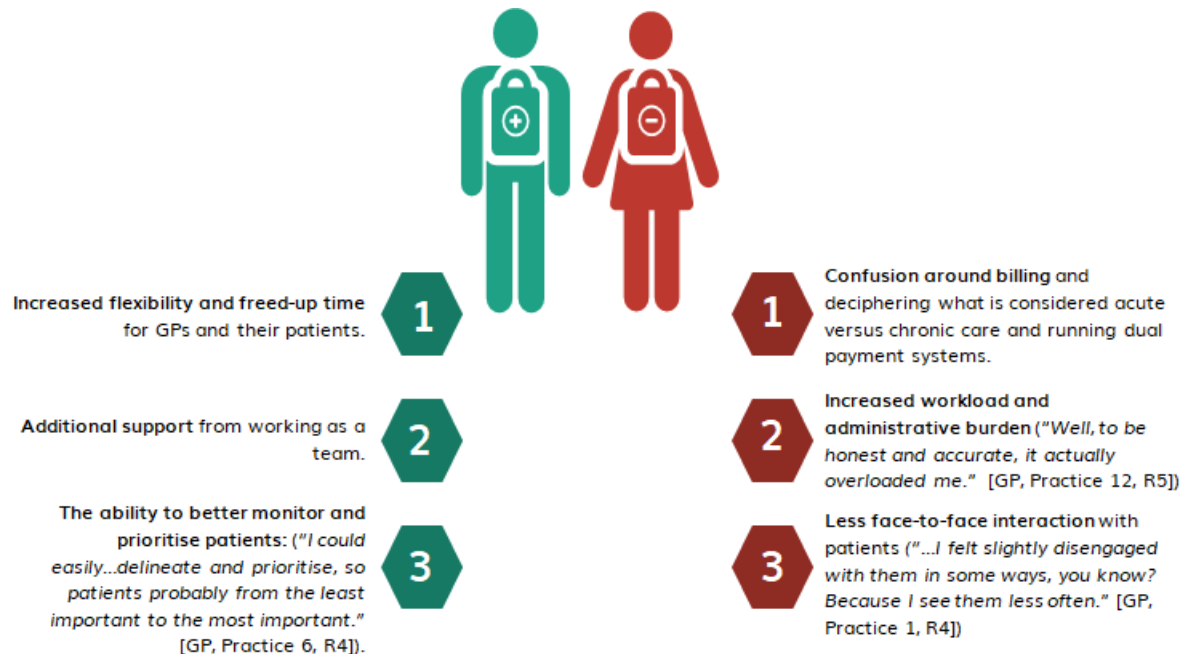 Increased flexibility and freed-up time
for GPs and their patients.
1
Additional support from working as a
team.
2
The ability to better monitor and
prioritise patients: (“I could
easily...delineate and prioritise, so
patients probably from the least
important to the most important.”
[GP, Practice 6, R4]).
3
1
Confusion around billing and
deciphering what is considered acute
versus chronic care and running dual
payment systems.
2
Increased workload and
administrative burden (“Well, to be
honest and accurate, it actually
overloaded me.” [GP, Practice 12, R5])
3
Less face-to-face interaction with
patients (“...I felt slightly disengaged
with them in some ways, you know?
Because I see them less often.” [GP,
Practice 1, R4])